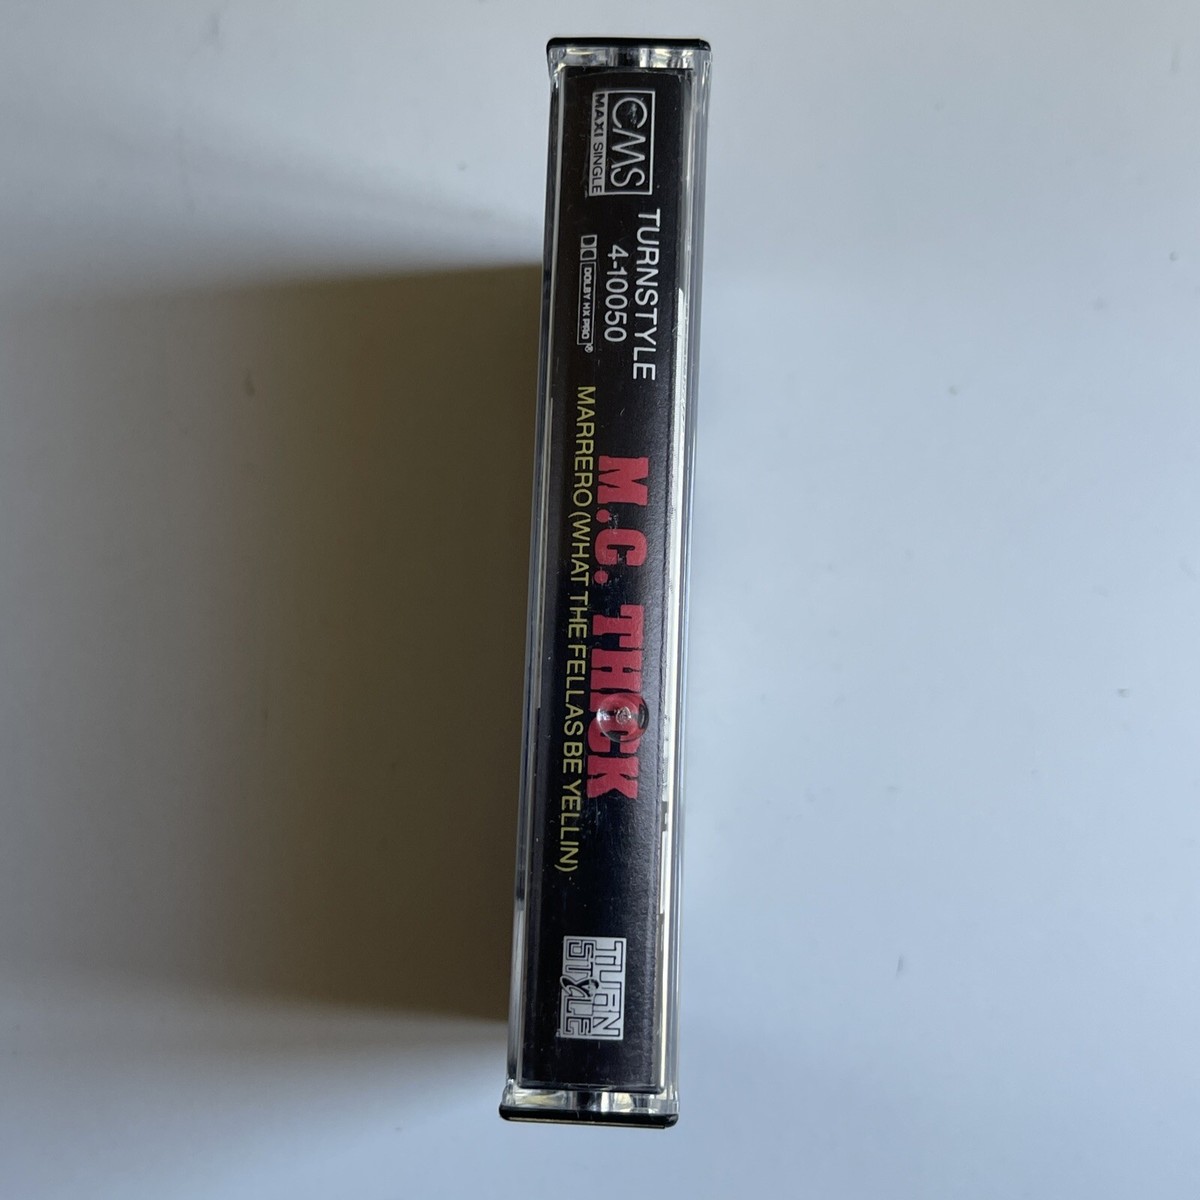 CMS
MAXI SINGLE
TURNSTYLE
4-10050
DOLBY HX PRO®
M.C. THICK
MARRERO (WHAT THE FELLAS BE YELLIN)
TURN
STYLE